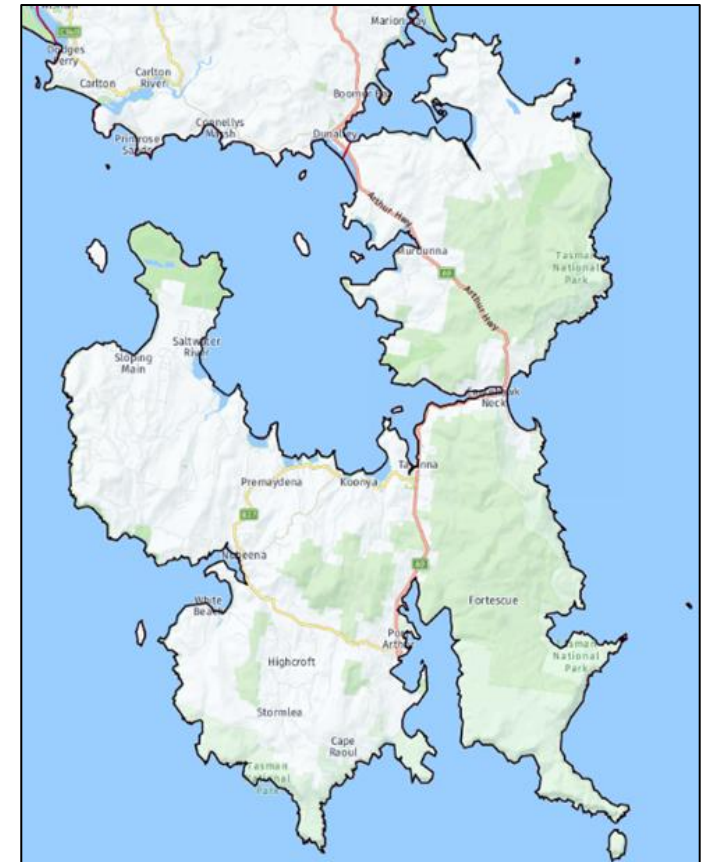 Marion Bay
Dodges
Ferry
Carlton
Carlton
River
Boomer Bay
Connellys
Marsh
Dunalley
Primrose
Sands
Arthur Hwy
Murdunna
A9
Tasman
National
Park
Arthur Hwy
Saltwater
River
Sloping
Main
Eaglehawk
Neck
Taranna
Premaydena
Koonya
B37
Nubeena
A9
White
Beach
Fortescue
Port
Arthur
Tasman
National
Park
Highcroft
Stormlea
Cape
Raoul
Tasman
National
Park